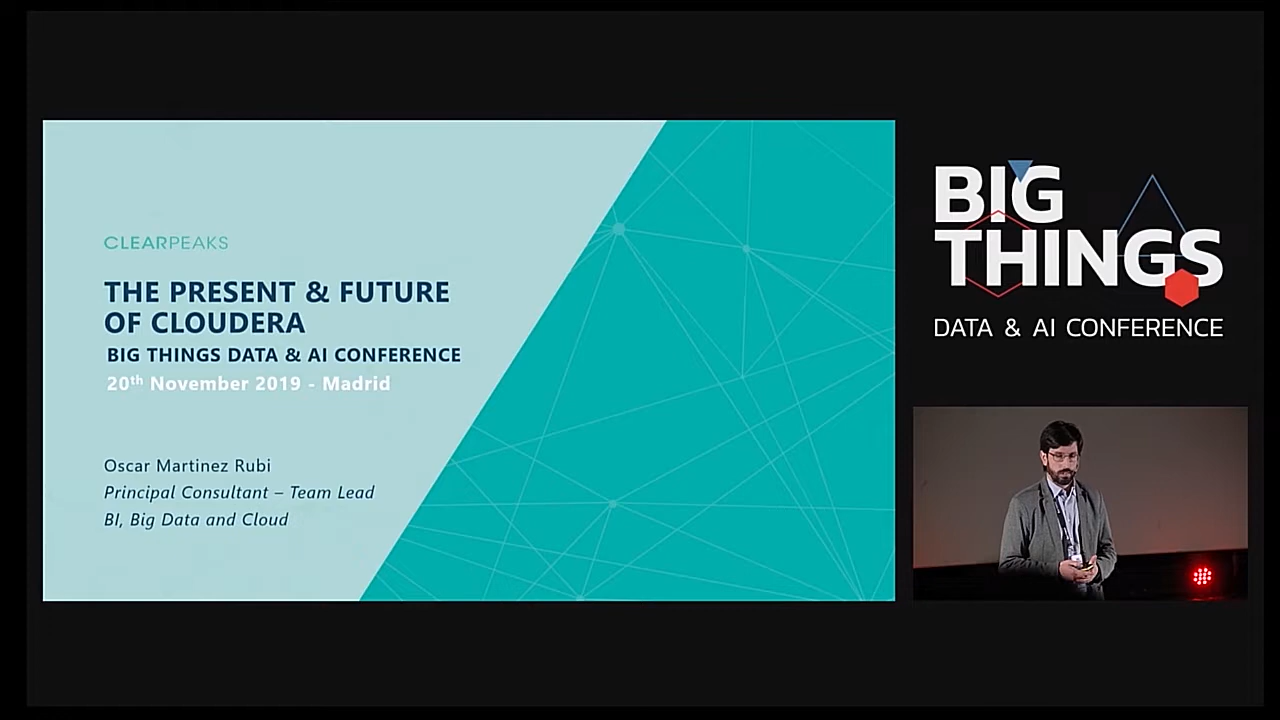 CLEARPEAKS
THE PRESENT & FUTURE
OF CLOUDERA
BIG THINGS DATA & AI CONFERENCE
20th November 2019 - Madrid
Oscar Martinez Rubi
Principal Consultant – Team Lead
BI, Big Data and Cloud
BIG
THINGS
DATA & AI CONFERENCE